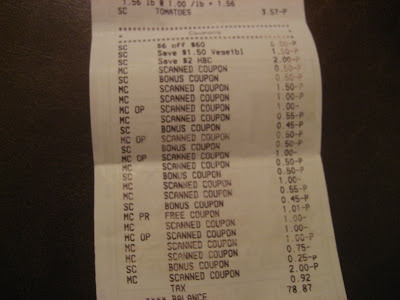 1.56 lb @ 1.00 /lb = 1.56
SC TOMATOES 3.57-P
Coupons
SC $6 off $60 6.00-P
SC Save $1.50 Vesetbl 1.50-P
SC Save $2 HBC 2.00-P
MC SCANNED COUPON 0.50-P
SC BONUS COUPON 0.50-P
MC SCANNED COUPON 1.50-P
MC SCANNED COUPON 1.00-P
MC OP SCANNED COUPON 1.00-
MC SCANNED COUPON 0.55-P
SC BONUS COUPON 0.45-P
MC OP SCANNED COUPON 0.50-P
SC BONUS COUPON 0.50-P
MC OP SCANNED COUPON 1.00-
MC SCANNED COUPON 0.50-P
SC BONUS COUPON 0.50-P
MC SCANNED COUPON 1.00-
MC SCANNED COUPON 0.55-P
SC BONUS COUPON 0.45-P
MC PR FREE COUPON 1.01-P
MC SCANNED COUPON 1.00-
MC OP SCANNED COUPON 1.00-
MC SCANNED COUPON 1.00-P
MC SCANNED COUPON 0.75-
SC BONUS COUPON 0.25-P
MC SCANNED COUPON 2.00-P
TAX 0.92
BALANCE 78.87